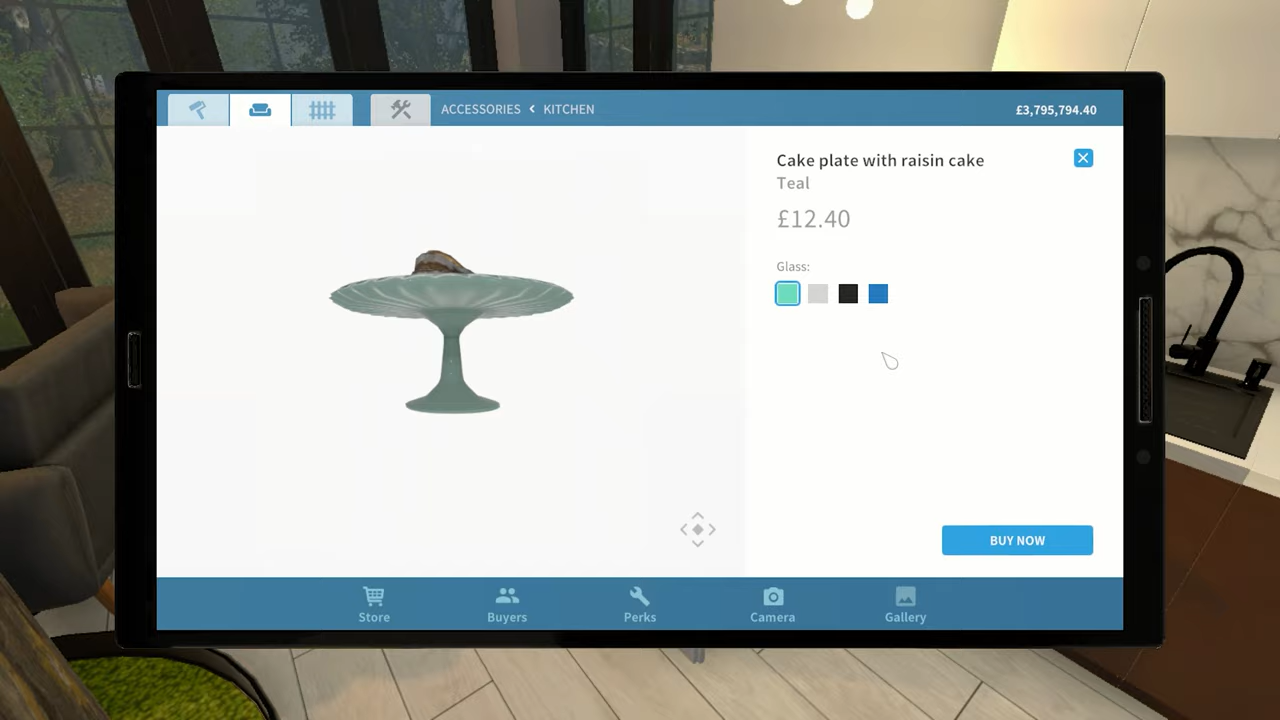 ACCESSORIES < KITCHEN
£3,795,794.40
Cake plate with raisin cake
Teal
£12.40
Glass:
BUY NOW
Store
Buyers
Perks
Camera
Gallery